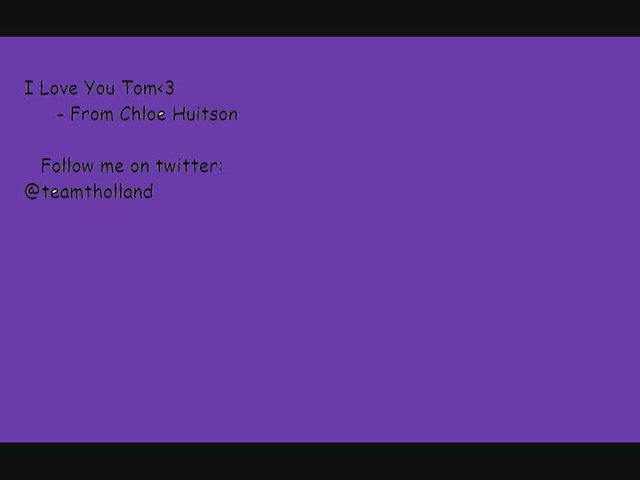 I Love You Tom<3
- From Chloe Huitson
Follow me on twitter:
@teamtholland